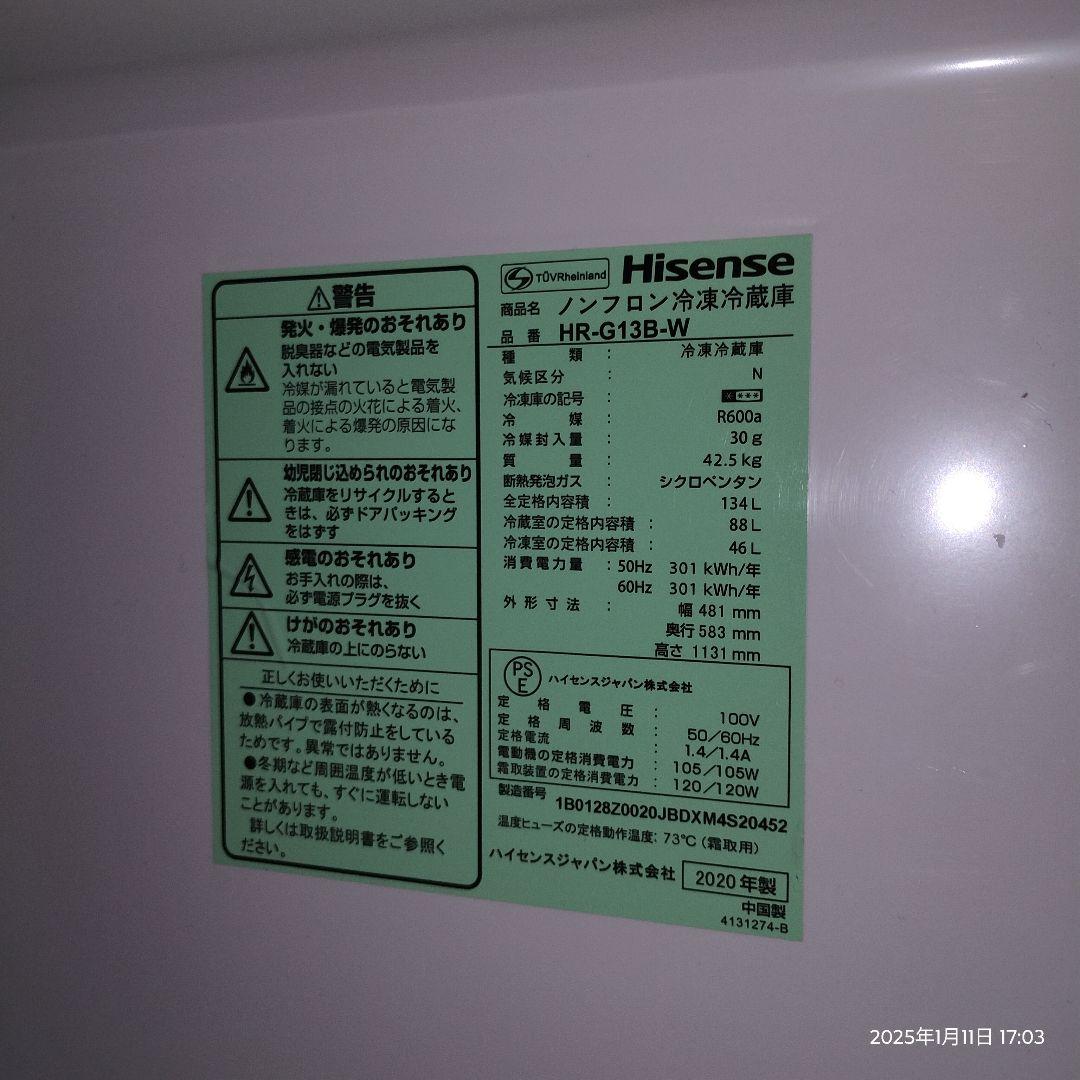 ⚠警告
発火・爆発のおそれあり
脱臭器などの電気製品を
入れない
冷媒が漏れていると電気製
品の接点の火花による着火、
着火による爆発の原因にな
ります。
幼児閉じ込められのおそれあり
冷蔵庫をリサイクルすると
きは、必ずドアパッキング
をはずす
感電のおそれあり
お手入れの際は、
必ず電源プラグを抜く
けがのおそれあり
冷蔵庫の上にのらない
正しくお使いいただくために
●冷蔵庫の表面が熱くなるのは、
放熱パイプで露付防止をしている
ためです。異常ではありません。
●冬期など周囲温度が低いとき電
源を入れても、すぐに運転しない
ことがあります。
詳しくは取扱説明書をご参照く
ださい。
TÜVRheinland Hisense
商品名 ノンフロン冷凍冷蔵庫
品番 HR-G13B-W
種類 : 冷凍冷蔵庫
気候区分 : N
冷凍庫の記号 : * ***
冷媒 : R600a
冷媒封入量 : 30g
質量 : 42.5kg
断熱発泡ガス : シクロペンタン
全定格内容積 : 134L
冷蔵室の定格内容積 : 88L
冷凍室の定格内容積 : 46L
消費電力量 : 50Hz 301 kWh/年
60Hz 301 kWh/年
外形寸法 : 幅 481 mm
奥行 583 mm
高さ 1131 mm
PSE ハイセンスジャパン株式会社
定格電圧 : 100V
定格周波数 : 50/60Hz
定格電流 : 1.4/1.4A
電動機の定格消費電力 : 105/105W
霜取装置の定格消費電力 : 120/120W
製造番号 1B0128Z0020JBDXM4S20452
温度ヒューズの定格動作温度: 73℃(霜取用)
ハイセンスジャパン株式会社 2020年製
中国製
4131274-B
2025年1月11日 17:03